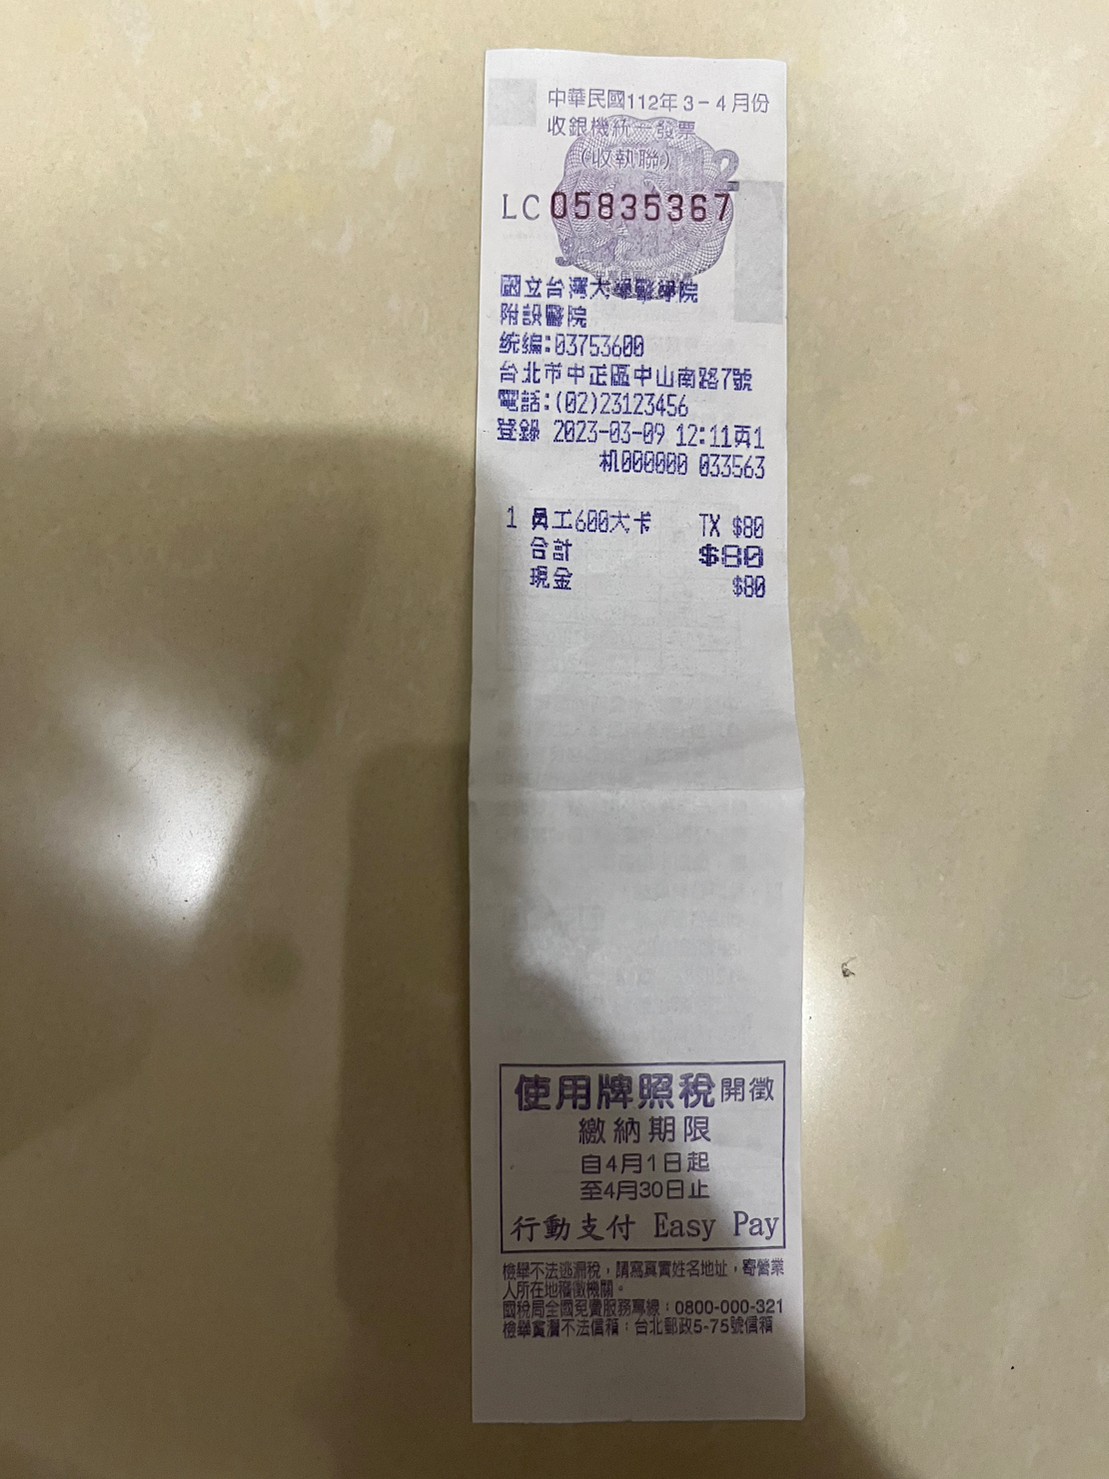 中華民國112年3-4月份
收銀機統一發票
(收執聯)
LC05835367
國立台灣大學醫學院
附設醫院
統編:03753600
台北市中正區中山南路7號
電話:(02)23123456
登錄 2023-03-09 12:11頁1
机000000 033563
1 員工600大卡 TX $80
合計 $80
現金 $80
使用牌照稅開徵
繳納期限
自4月1日起
至4月30日止
行動支付 Easy Pay
檢舉不法逃漏稅,請寫真實姓名地址,寄營業
人所在地稽徵機關。
國稅局全國免費服務專線:0800-000-321
檢舉賣瀆不法信箱:台北郵政5-75號信箱